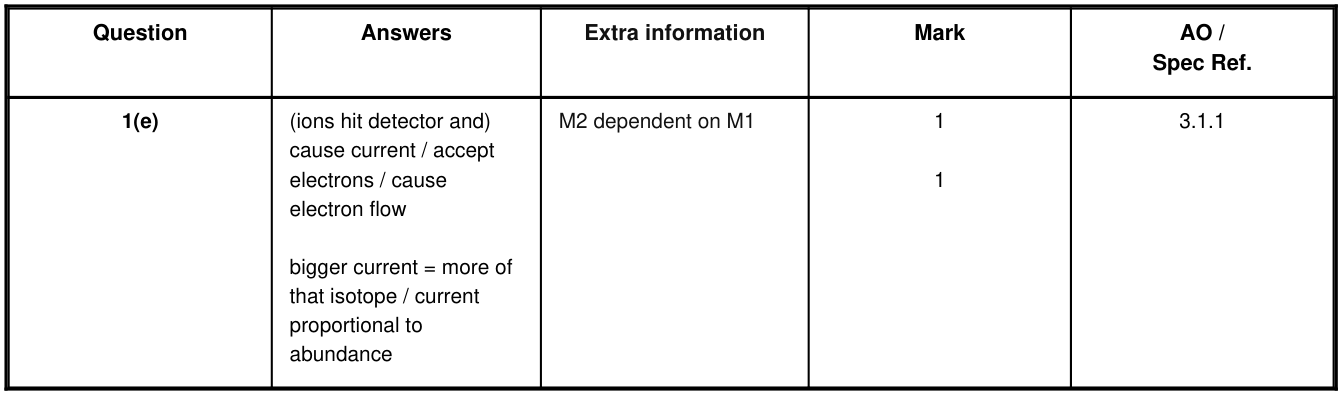 Question Answers Extra information Mark AO /
Spec Ref.
1(e) (ions hit detector and) M2 dependent on M1 1 3.1.1
cause current / accept
electrons / cause 1
electron flow
bigger current = more of
that isotope / current
proportional to
abundance